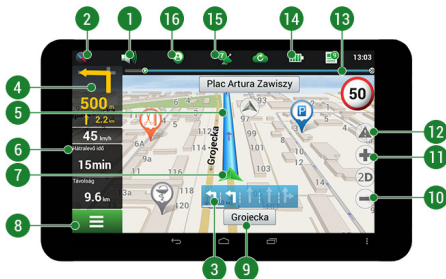 2 1 16 15 14 13
13:03
Plac Artura Zawiszy
4
500 m
50
2.2 km
5
P
12
45 km/h
6
Hátralevő idő
15min
Grojecka
11
7
2D
Távolság
9.6 km
10
8
Grojecka
3 9